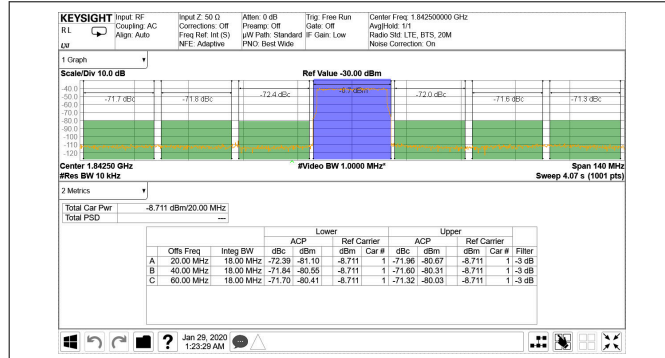 KEYSIGHT Input: RF Input Z: 50 Ω Atten: 0 dB Trig: Free Run Center Freq: 1.842500000 GHz
RL Coupling: AC Corrections: Off Preamp: Off Gate: Off Avg|Hold: 1/1
Align: Auto Freq Ref: Int (S) µW Path: Standard IF Gain: Low Radio Std: LTE, BTS, 20M
LXI NFE: Adaptive PNO: Best Wide Noise Correction: On
1 Graph
Scale/Div 10.0 dB Ref Value -30.00 dBm
-40.0
-50.0
-60.0
-70.0
-80.0
-90.0
-100
-110
-120
-71.7 dBc -71.8 dBc -72.4 dBc -8.7 dBm -72.0 dBc -71.6 dBc -71.3 dBc
Center 1.84250 GHz #Video BW 1.0000 MHz* Span 140 MHz
#Res BW 10 kHz Sweep 4.07 s (1001 pts)
2 Metrics
Total Car Pwr -8.711 dBm/20.00 MHz
Total PSD ---
Lower Upper
ACP Ref Carrier ACP Ref Carrier
Offs Freq Integ BW dBc dBm dBm Car # dBc dBm dBm Car # Filter
A 20.00 MHz 18.00 MHz -72.39 -81.10 -8.711 1 -71.96 -80.67 -8.711 1 -3 dB
B 40.00 MHz 18.00 MHz -71.84 -80.55 -8.711 1 -71.60 -80.31 -8.711 1 -3 dB
C 60.00 MHz 18.00 MHz -71.70 -80.41 -8.711 1 -71.32 -80.03 -8.711 1 -3 dB
? Jan 29, 2020
1:23:29 AM